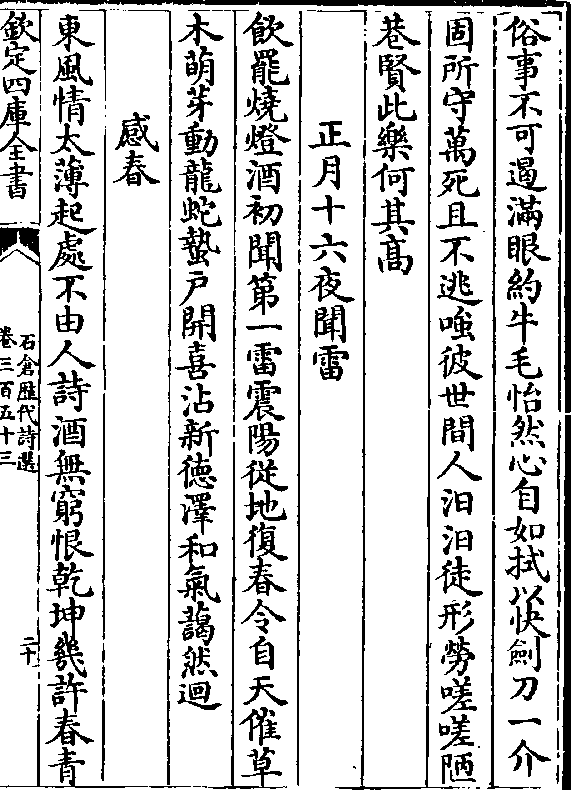 俗事不可遏滿眼約牛毛怡然心自如拭以快劍刀一介
固所守萬死且不逃嗤彼世間人汨汨徒形勞嗟嗟陋
巷賢此樂何其高
正月十六夜聞雷
飲罷燒燈酒初聞第一雷震陽從地復春令自天催草
木萌芽動龍蛇蟄戸開喜沾新徳澤和氣藹然迴
感春
東風情太薄起處不由人詩酒無窮恨乾坤幾許春青
欽定四庫全書
石倉歴代詩選
卷三百五十三
二十